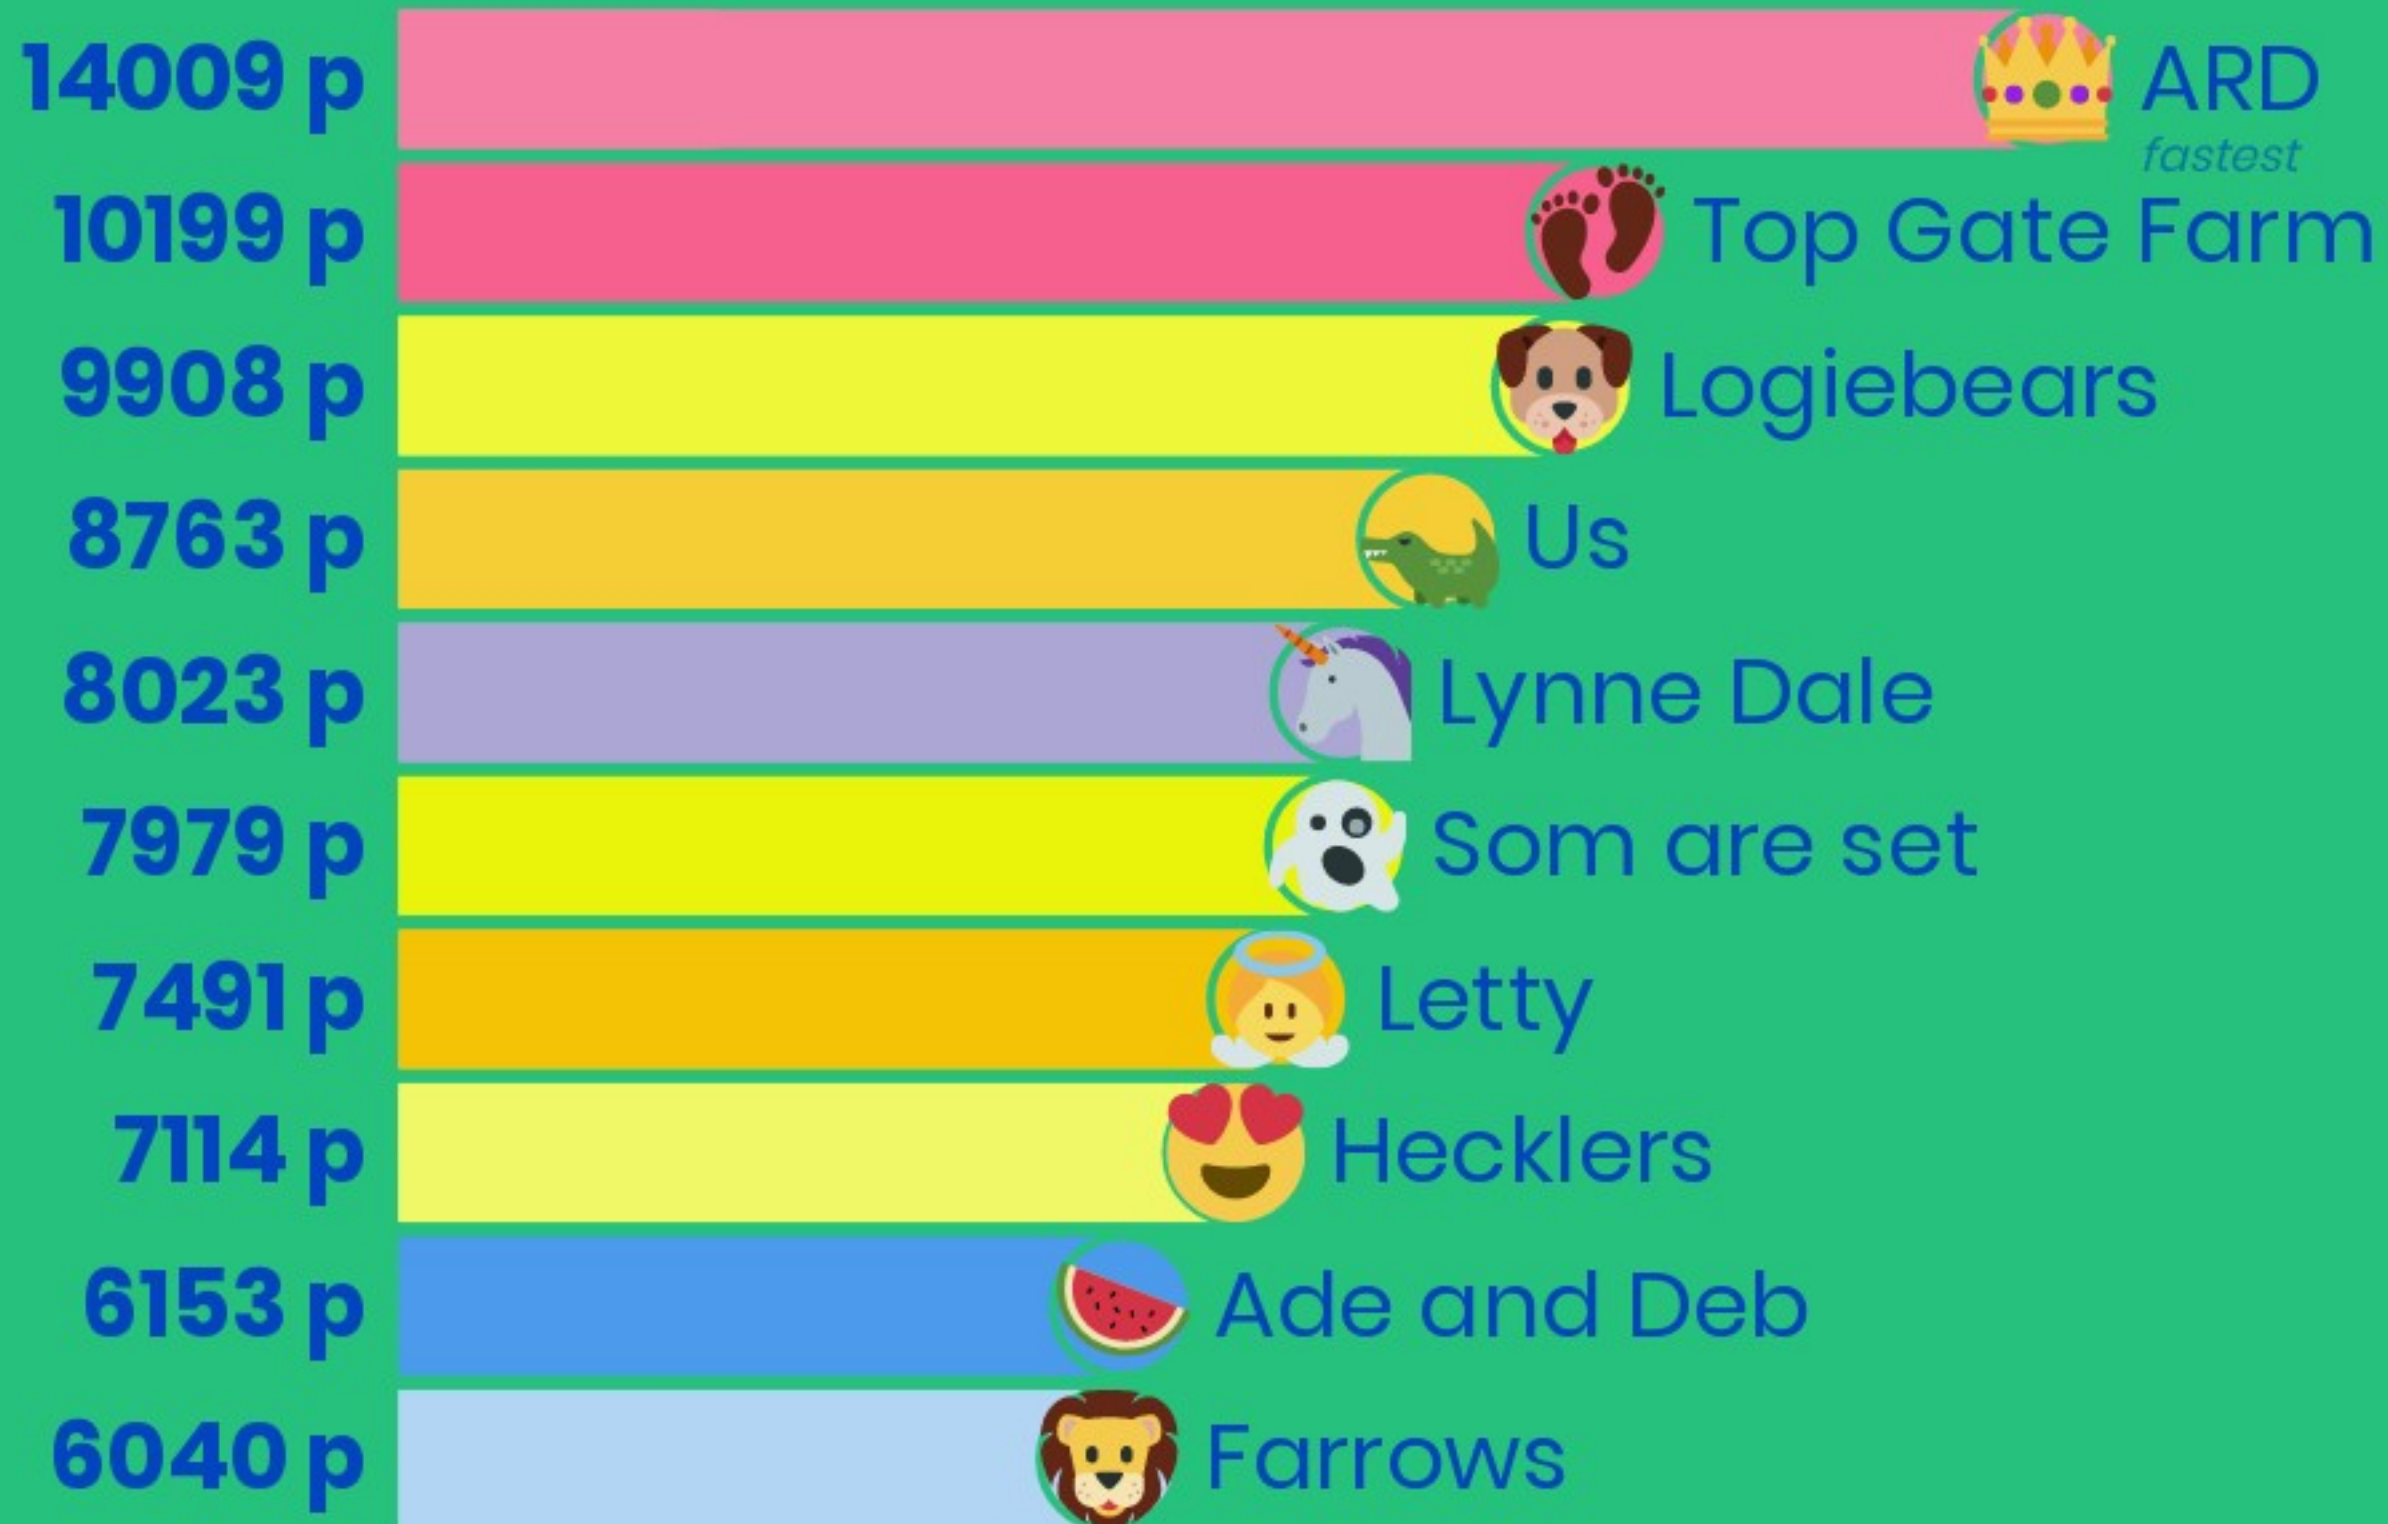 14009 p ARD
fastest
10199 p Top Gate Farm
9908 p Logiebears
8763 p Us
8023 p Lynne Dale
7979 p Som are set
7491 p Letty
7114 p Hecklers
6153 p Ade and Deb
6040 p Farrows